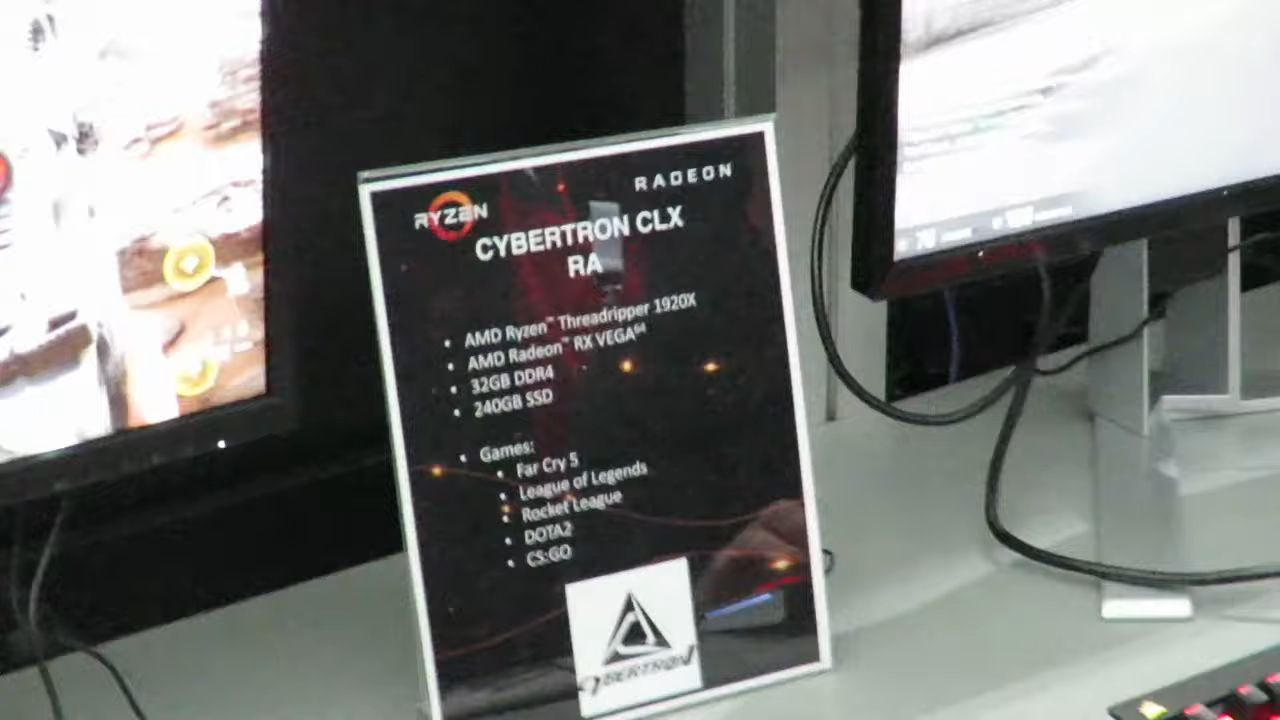 RYZEN
RADEON
CYBERTRON CLX
RA
• AMD Ryzen™ Threadripper 1920X
• AMD Radeon™ RX VEGA⁶⁴
• 32GB DDR4
• 240GB SSD
• Games:
• Far Cry 5
• League of Legends
• Rocket League
• DOTA2
• CS:GO
CYBERTRON